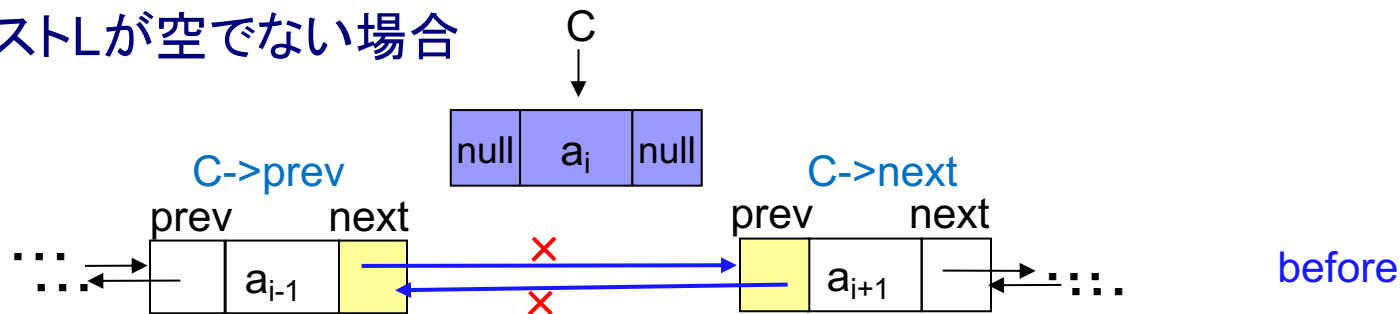 ストLが空でない場合
C
null ai null
C->prev C->next
prev next prev next
ai-1 ai+1
before